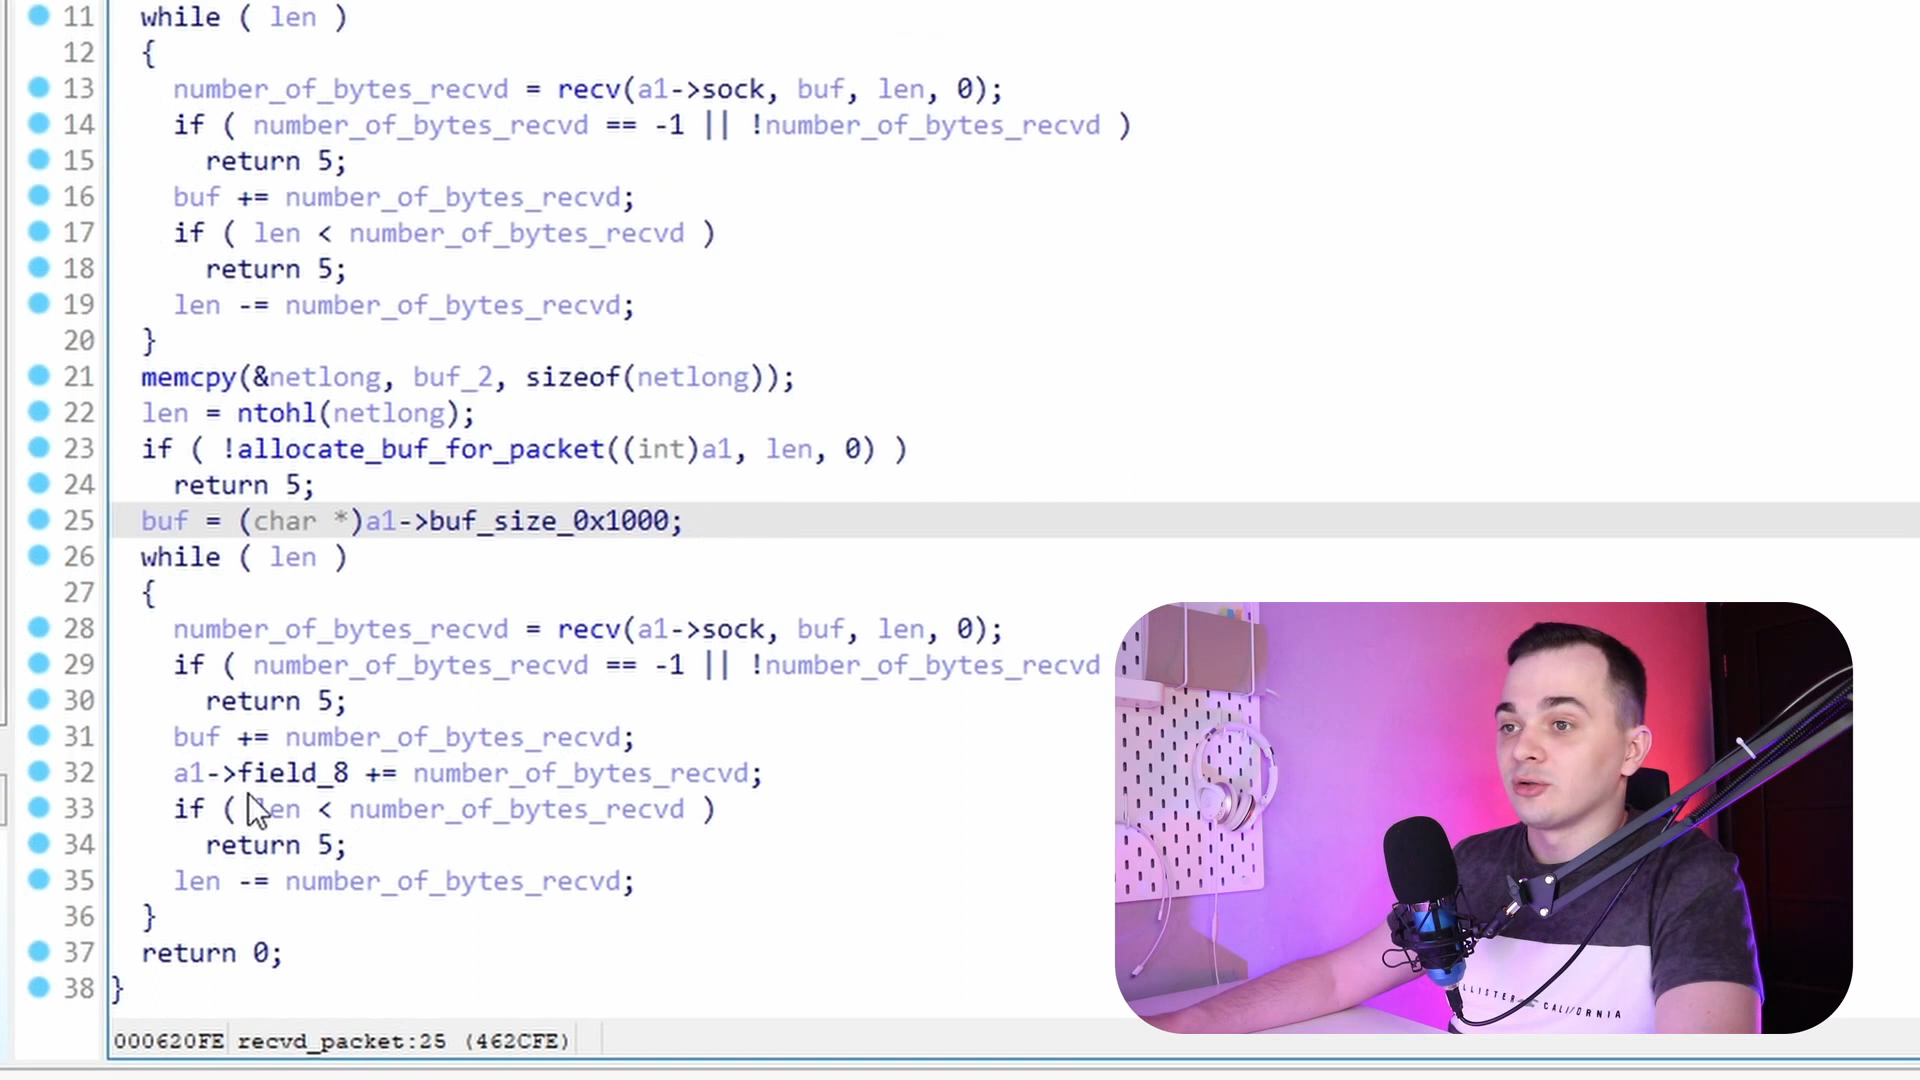 11 while ( len )
12 {
13 number_of_bytes_recvd = recv(a1->sock, buf, len, 0);
14 if ( number_of_bytes_recvd == -1 || !number_of_bytes_recvd )
15 return 5;
16 buf += number_of_bytes_recvd;
17 if ( len < number_of_bytes_recvd )
18 return 5;
19 len -= number_of_bytes_recvd;
20 }
21 memcpy(&netlong, buf_2, sizeof(netlong));
22 len = ntohl(netlong);
23 if ( !allocate_buf_for_packet((int)a1, len, 0) )
24 return 5;
25 buf = (char *)a1->buf_size_0x1000;
26 while ( len )
27 {
28 number_of_bytes_recvd = recv(a1->sock, buf, len, 0);
29 if ( number_of_bytes_recvd == -1 || !number_of_bytes_recvd
30 return 5;
31 buf += number_of_bytes_recvd;
32 a1->field_8 += number_of_bytes_recvd;
33 if ( len < number_of_bytes_recvd )
34 return 5;
35 len -= number_of_bytes_recvd;
36 }
37 return 0;
38 }
000620FE recvd_packet:25 (462CFE)
CALIFORNIA